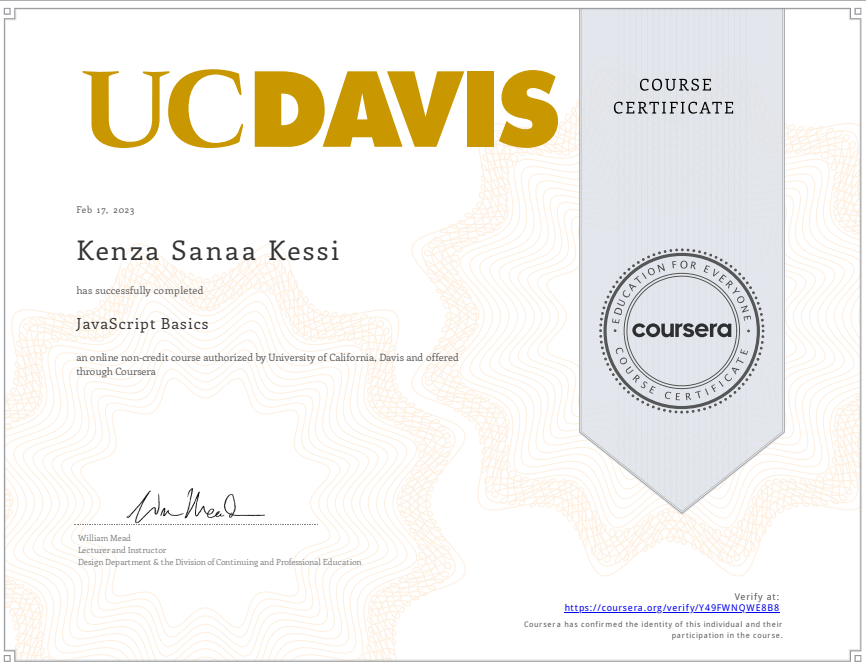 UCDAVIS
COURSE
CERTIFICATE
Feb 17, 2023
Kenza Sanaa Kessi
has successfully completed
JavaScript Basics
an online non-credit course authorized by University of California, Davis and offered
through Coursera
EDUCATION FOR EVERYONE
coursera
COURSE CERTIFICATE
William Mead
Lecturer and Instructor
Design Department & the Division of Continuing and Professional Education
Verify at:
https://coursera.org/verify/Y49FWNQWE8B8
Coursera has confirmed the identity of this individual and their
participation in the course.